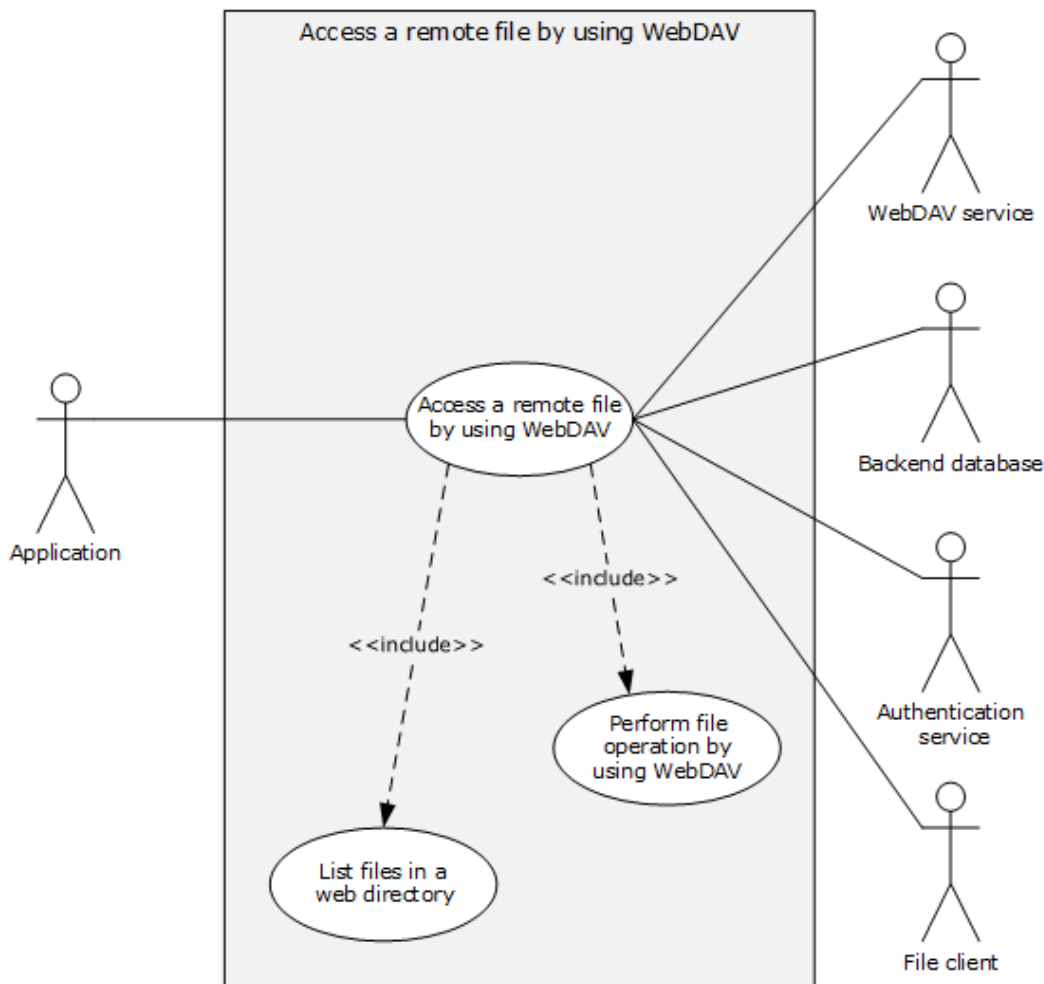 Access a remote file by using WebDAV
WebDAV service
Backend database
Access a remote file
by using WebDAV
Application
<<include>>
<<include>>
Authentication
service
Perform file
operation by
using WebDAV
List files in a
web directory
File client